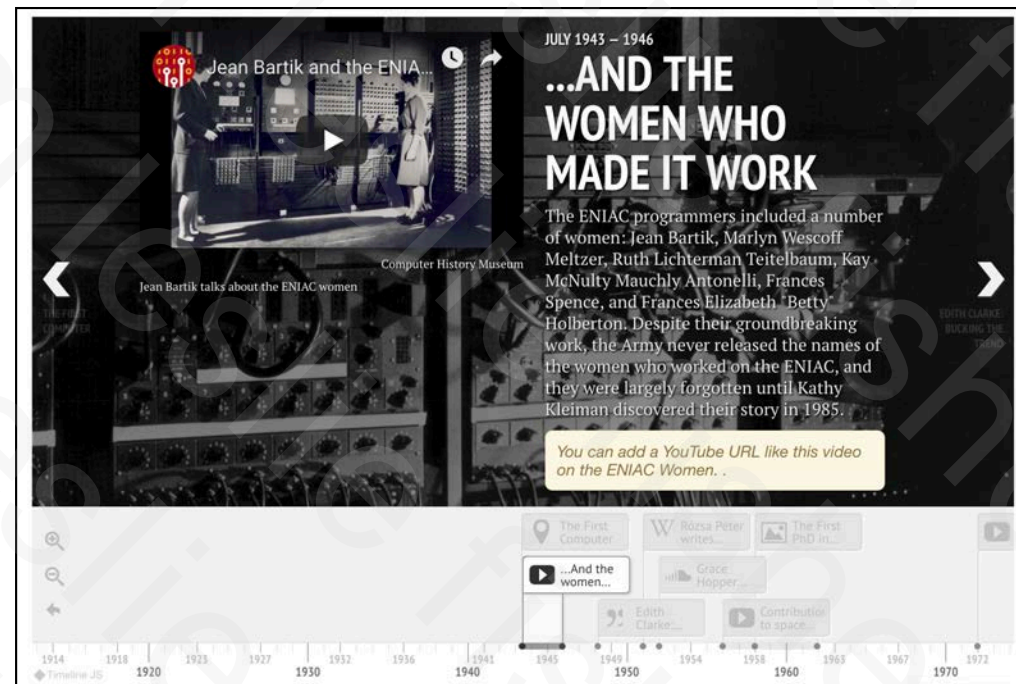 Jean Bartik and the ENIA...
Computer History Museum
Jean Bartik talks about the ENIAC women
THE FIRST
COMPUTER
JULY 1943 – 1946
...AND THE
WOMEN WHO
MADE IT WORK
The ENIAC programmers included a number
of women: Jean Bartik, Marlyn Wescoff
Meltzer, Ruth Lichterman Teitelbaum, Kay
McNulty Mauchly Antonelli, Frances
Spence, and Frances Elizabeth "Betty"
Holberton. Despite their groundbreaking
work, the Army never released the names of
the women who worked on the ENIAC, and
they were largely forgotten until Kathy
Kleiman discovered their story in 1985.
You can add a YouTube URL like this video
on the ENIAC Women. .
EDITH CLARKE:
BUCKING THE
TREND
The First
Computer
W Rózsa Péter
writes...
The First
PhD in...
...And the
women...
Grace
Hopper...
Edith
Clarke:...
Contribution
to space...
1914 1918 1923 1927 1932 1936 1941 1945 1949 1954 1958 1963 1967 1972
Timeline JS
1920 1930 1940 1950 1960 1970